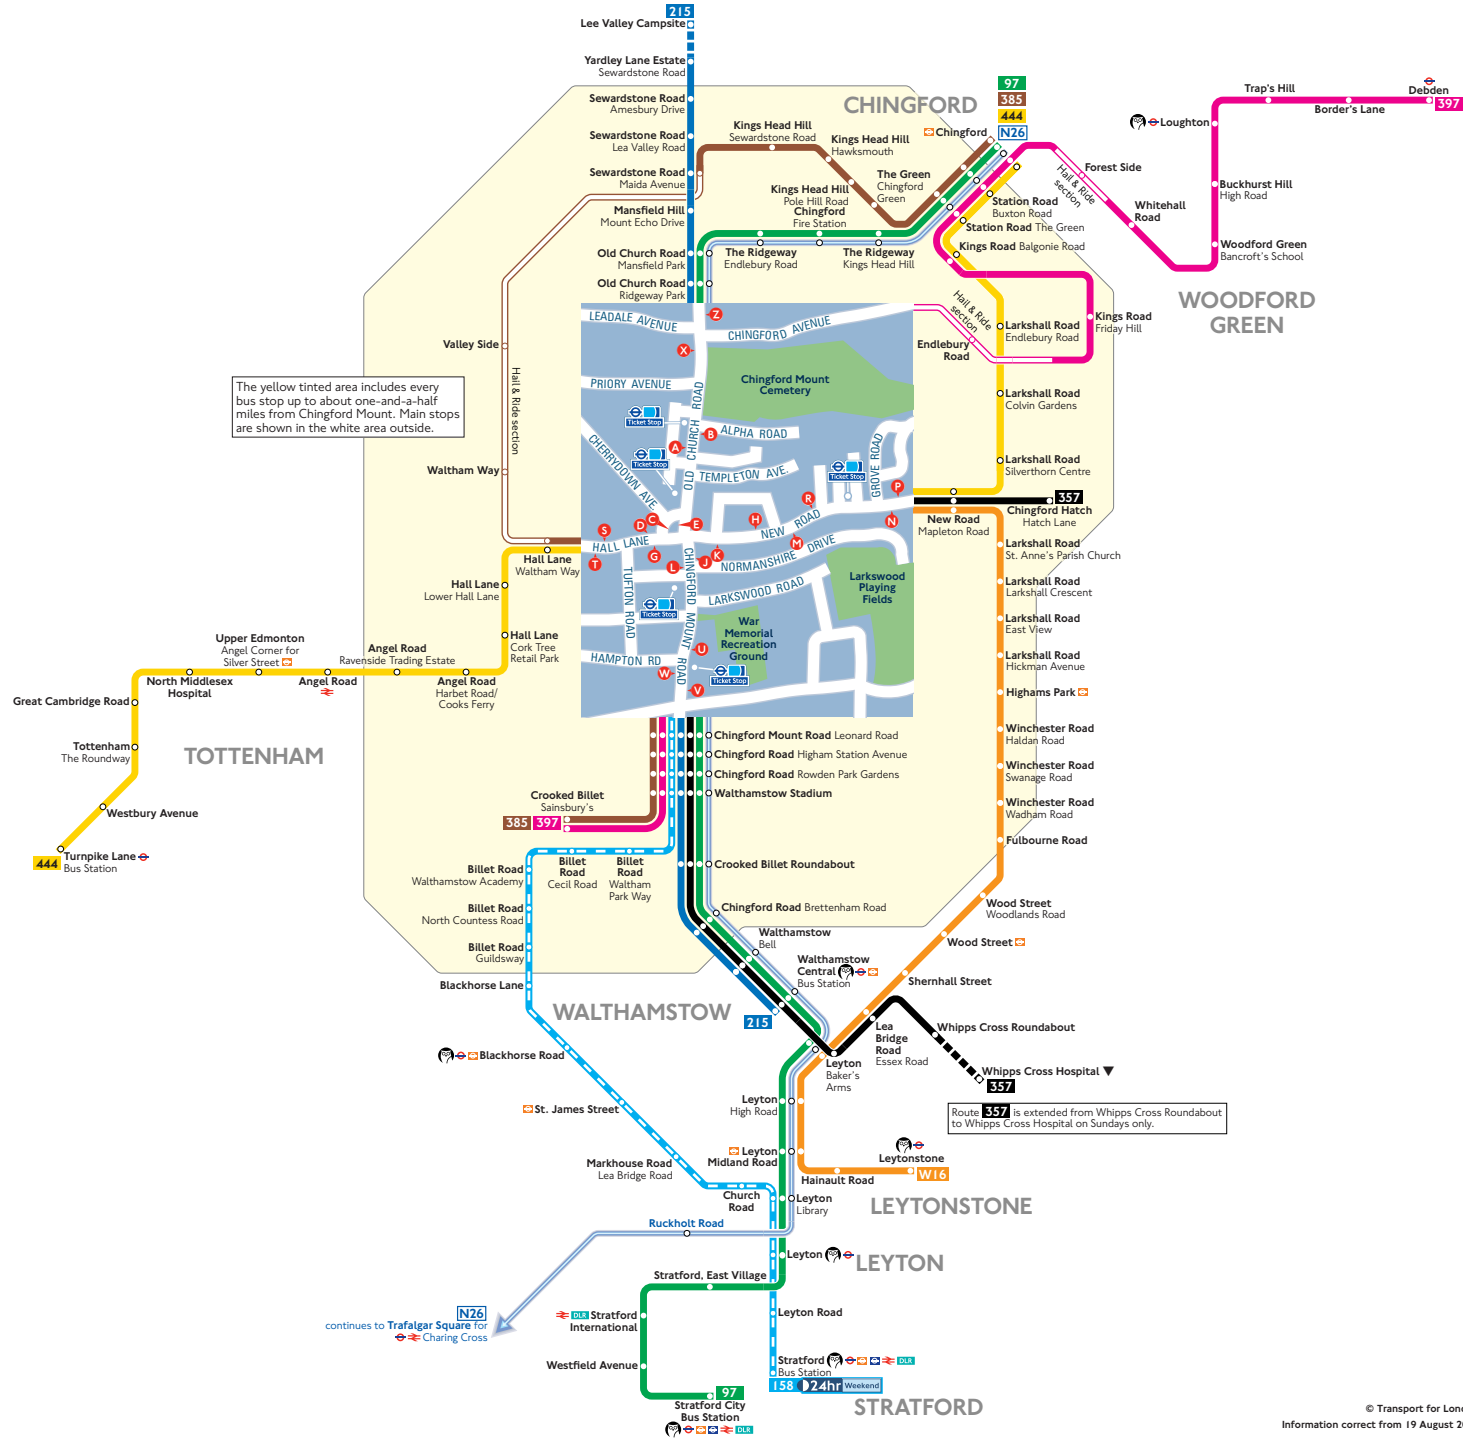 215
Lee Valley Campsite
Yardley Lane Estate
Sewardstone Road
Sewardstone Road
Amesbury Drive
Sewardstone Road
Lea Valley Road
Sewardstone Road
Maida Avenue
Mansfield Hill
Mount Echo Drive
Old Church Road
Mansfield Park
Old Church Road
Ridgeway Park
CHINGFORD
97
385
444
N26
Chingford
Kings Head Hill
Sewardstone Road
Kings Head Hill
Hawksmouth
Kings Head Hill
Pole Hill Road
The Green
Chingford
Green
Chingford
Fire Station
The Ridgeway
Endlebury Road
The Ridgeway
Kings Head Hill
Station Road
Buxton Road
Station Road The Green
Kings Road Balgonie Road
Hail & Ride
section
Forest Side
Whitehall
Road
Trap's Hill
Border's Lane
Debden
397
Loughton
Buckhurst Hill
High Road
Woodford Green
Bancroft's School
WOODFORD
GREEN
Kings Road
Friday Hill
Hail & Ride
section
Endlebury
Road
Larkshall Road
Endlebury Road
Larkshall Road
Colvin Gardens
Larkshall Road
Silverthorn Centre
357
Chingford Hatch
Hatch Lane
New Road
Mapleton Road
Larkshall Road
St. Anne's Parish Church
Larkshall Road
Larkshall Crescent
Larkshall Road
East View
Larkshall Road
Hickman Avenue
Highams Park
Winchester Road
Haldan Road
Winchester Road
Swanage Road
Winchester Road
Wadham Road
Fulbourne Road
Wood Street
Woodlands Road
Wood Street
Shernhall Street
The yellow tinted area includes every
bus stop up to about one-and-a-half
miles from Chingford Mount. Main stops
are shown in the white area outside.
Valley Side
Hail & Ride section
Waltham Way
Hall Lane
Waltham Way
Hall Lane
Lower Hall Lane
Hall Lane
Cork Tree
Retail Park
Upper Edmonton
Angel Corner for
Silver Street
Angel Road
Ravenside Trading Estate
North Middlesex
Hospital
Angel Road
Angel Road
Harbet Road/
Cooks Ferry
Great Cambridge Road
Tottenham
The Roundway
TOTTENHAM
Westbury Avenue
444
Turnpike Lane
Bus Station
LEADALE AVENUE
CHINGFORD AVENUE
PRIORY AVENUE
Chingford Mount
Cemetery
OLD CHURCH ROAD
ALPHA ROAD
CHERRYDOWN AVE.
TEMPLETON AVE.
GROVE ROAD
NEW ROAD
HALL LANE
NORMANSHIRE DRIVE
CHINGFORD MOUNT ROAD
TUFTON ROAD
LARKSWOOD ROAD
HAMPTON RD
Larkswood
Playing
Fields
War
Memorial
Recreation
Ground
Ticket Stop
Ticket Stop
Ticket Stop
Ticket Stop
Ticket Stop
Z
X
B
A
P
R
N
S
D
C
E
H
M
T
G
L
J
K
U
W
V
Chingford Mount Road Leonard Road
Chingford Road Higham Station Avenue
Chingford Road Rowden Park Gardens
Walthamstow Stadium
Crooked Billet
Sainsbury's
385
397
Crooked Billet Roundabout
Billet
Road
Cecil Road
Billet
Road
Waltham
Park Way
Billet Road
Walthamstow Academy
Billet Road
North Countess Road
Billet Road
Guildsway
Blackhorse Lane
Chingford Road Brettenham Road
Walthamstow
Bell
Walthamstow
Central
Bus Station
WALTHAMSTOW
215
Blackhorse Road
St. James Street
Markhouse Road
Lea Bridge Road
Church
Road
Lea
Bridge
Road
Essex Road
Leyton
Baker's
Arms
Whipps Cross Roundabout
Whipps Cross Hospital ▼
357
Route 357 is extended from Whipps Cross Roundabout
to Whipps Cross Hospital on Sundays only.
Leyton
High Road
Leyton
Midland Road
Leytonstone
W16
Hainault Road
LEYTONSTONE
Leyton
Library
Ruckholt Road
Leyton
LEYTON
Stratford, East Village
N26
continues to Trafalgar Square for
Charing Cross
DLR Stratford
International
Leyton Road
Westfield Avenue
Stratford DLR
Bus Station
158 24hr Weekend
97
Stratford City
Bus Station
DLR
STRATFORD
© Transport for Lon
Information correct from 19 August 2